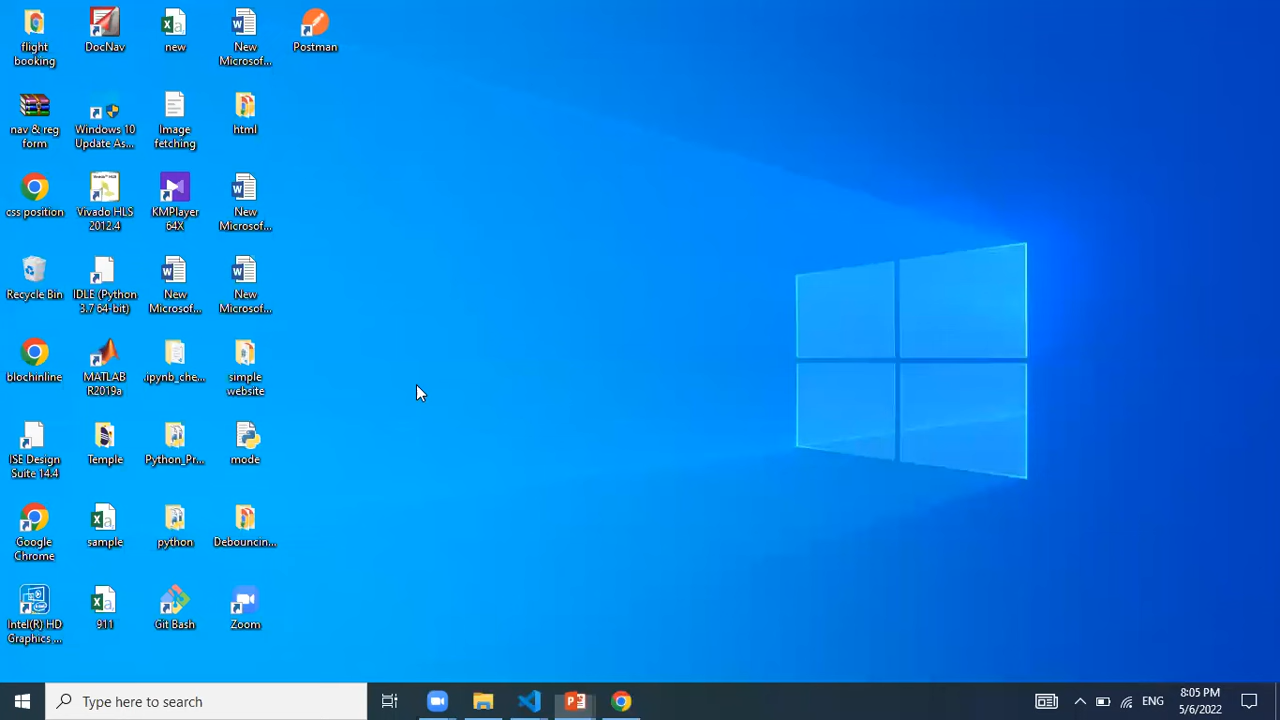 flight
booking
DocNav
new
New
Microsof...
Postman
nav & reg
form
Windows 10
Update As...
Image
fetching
html
css position
Vivado HLS
2012.4
KMPlayer
64X
New
Microsof...
Recycle Bin
IDLE (Python
3.7 64-bit)
New
Microsof...
New
Microsof...
blochinline
MATLAB
R2019a
.ipynb_che...
simple
website
ISE Design
Suite 14.4
Temple
Python_Pr...
mode
Google
Chrome
sample
python
Debouncin...
Intel(R) HD
Graphics ...
911
Git Bash
Zoom
Type here to search
ENG
8:05 PM
5/6/2022